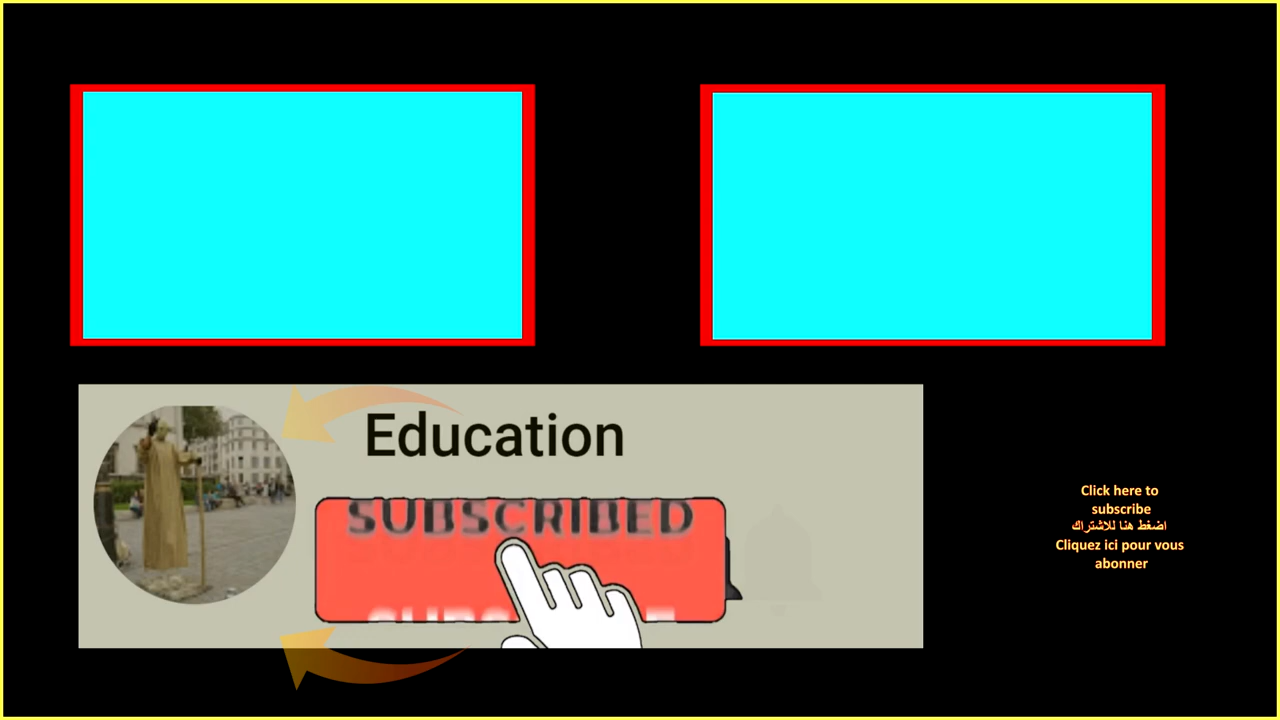 Education
SUBSCRIBED
Click here to
subscribe
اضغط هنا للاشتراك
Cliquez ici pour vous
abonner